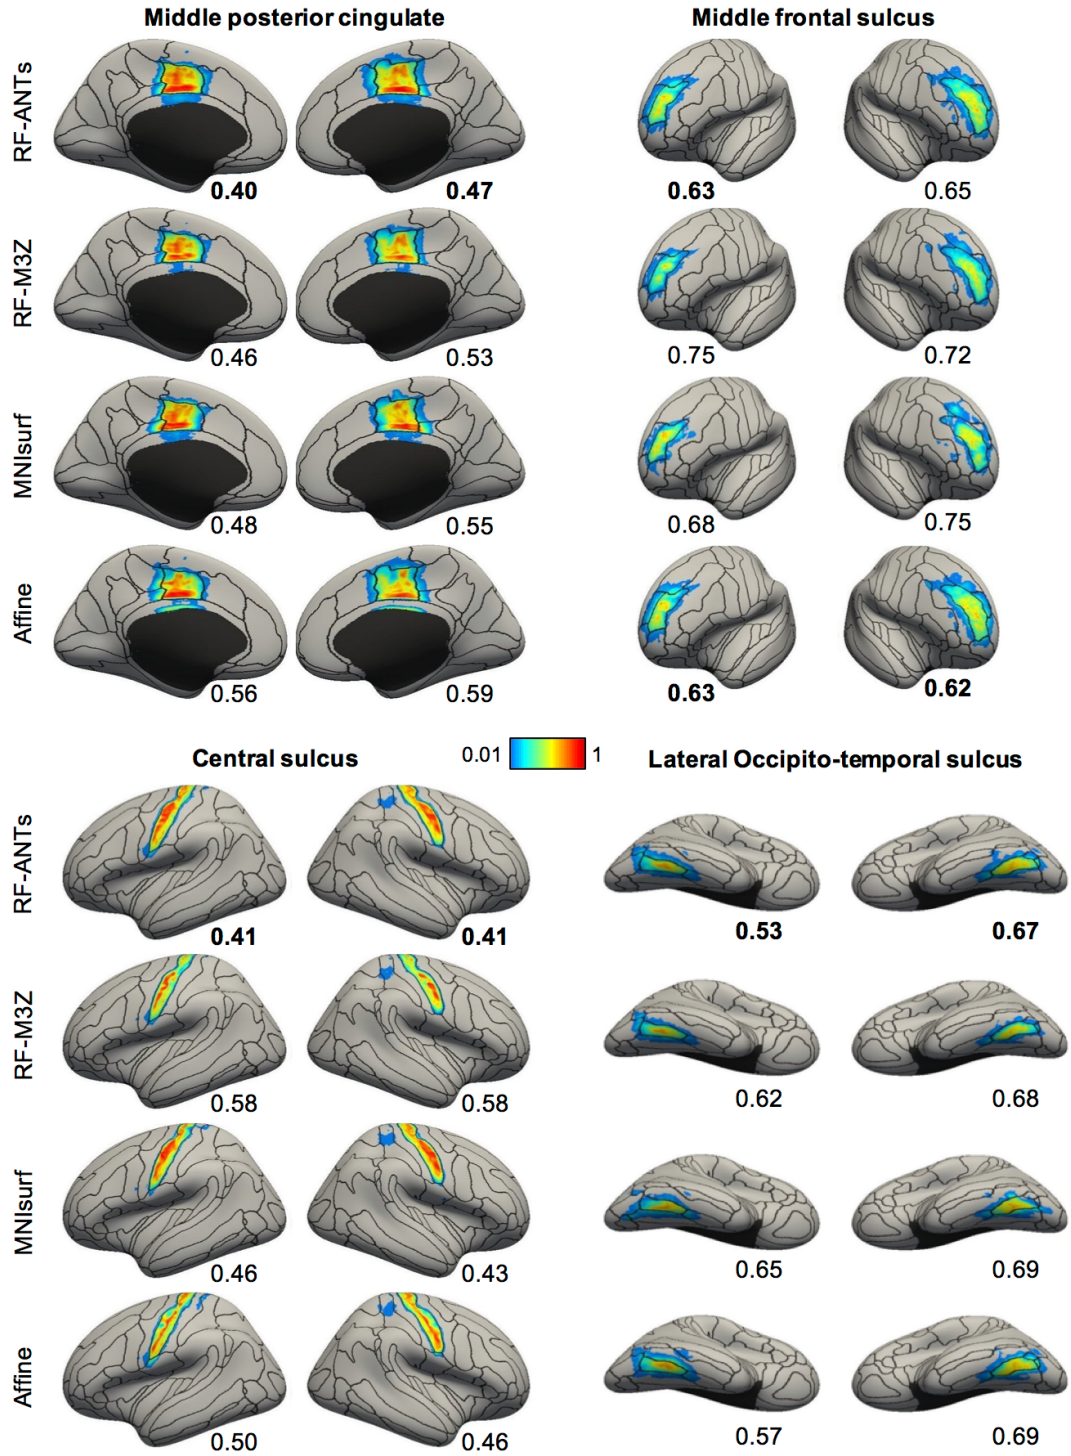 Middle posterior cingulate
Middle frontal sulcus
RF-ANTs
0.40
0.47
0.63
0.65
RF-M3Z
0.46
0.53
0.75
0.72
MNIsurf
0.48
0.55
0.68
0.75
Affine
0.56
0.59
0.63
0.62
Central sulcus
0.01
1
Lateral Occipito-temporal sulcus
RF-ANTs
0.41
0.41
0.53
0.67
RF-M3Z
0.58
0.58
0.62
0.68
MNIsurf
0.46
0.43
0.65
0.69
Affine
0.50
0.46
0.57
0.69